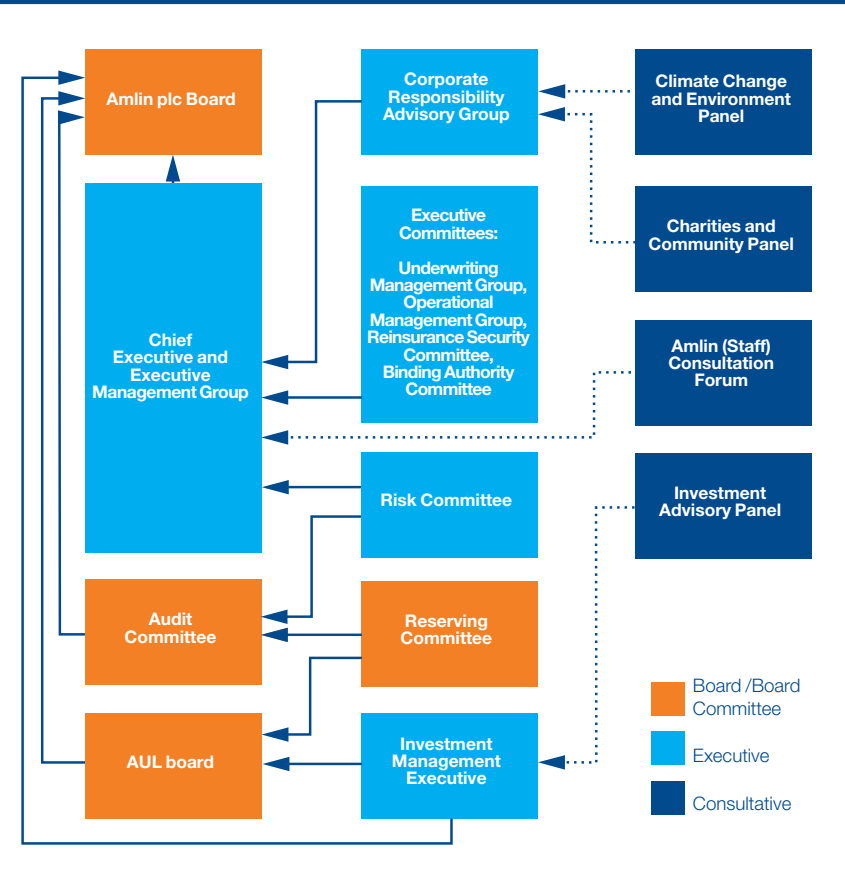 Amlin plc Board
Corporate
Responsibility
Advisory Group
Climate Change
and Environment
Panel
Chief
Executive and
Executive
Management Group
Executive
Committees:
Underwriting
Management Group,
Operational
Management Group,
Reinsurance Security
Committee,
Binding Authority
Committee
Charities and
Community Panel
Amlin (Staff)
Consultation
Forum
Risk Committee
Investment
Advisory Panel
Audit
Committee
Reserving
Committee
AUL board
Investment
Management
Executive
Board /Board
Committee
Executive
Consultative